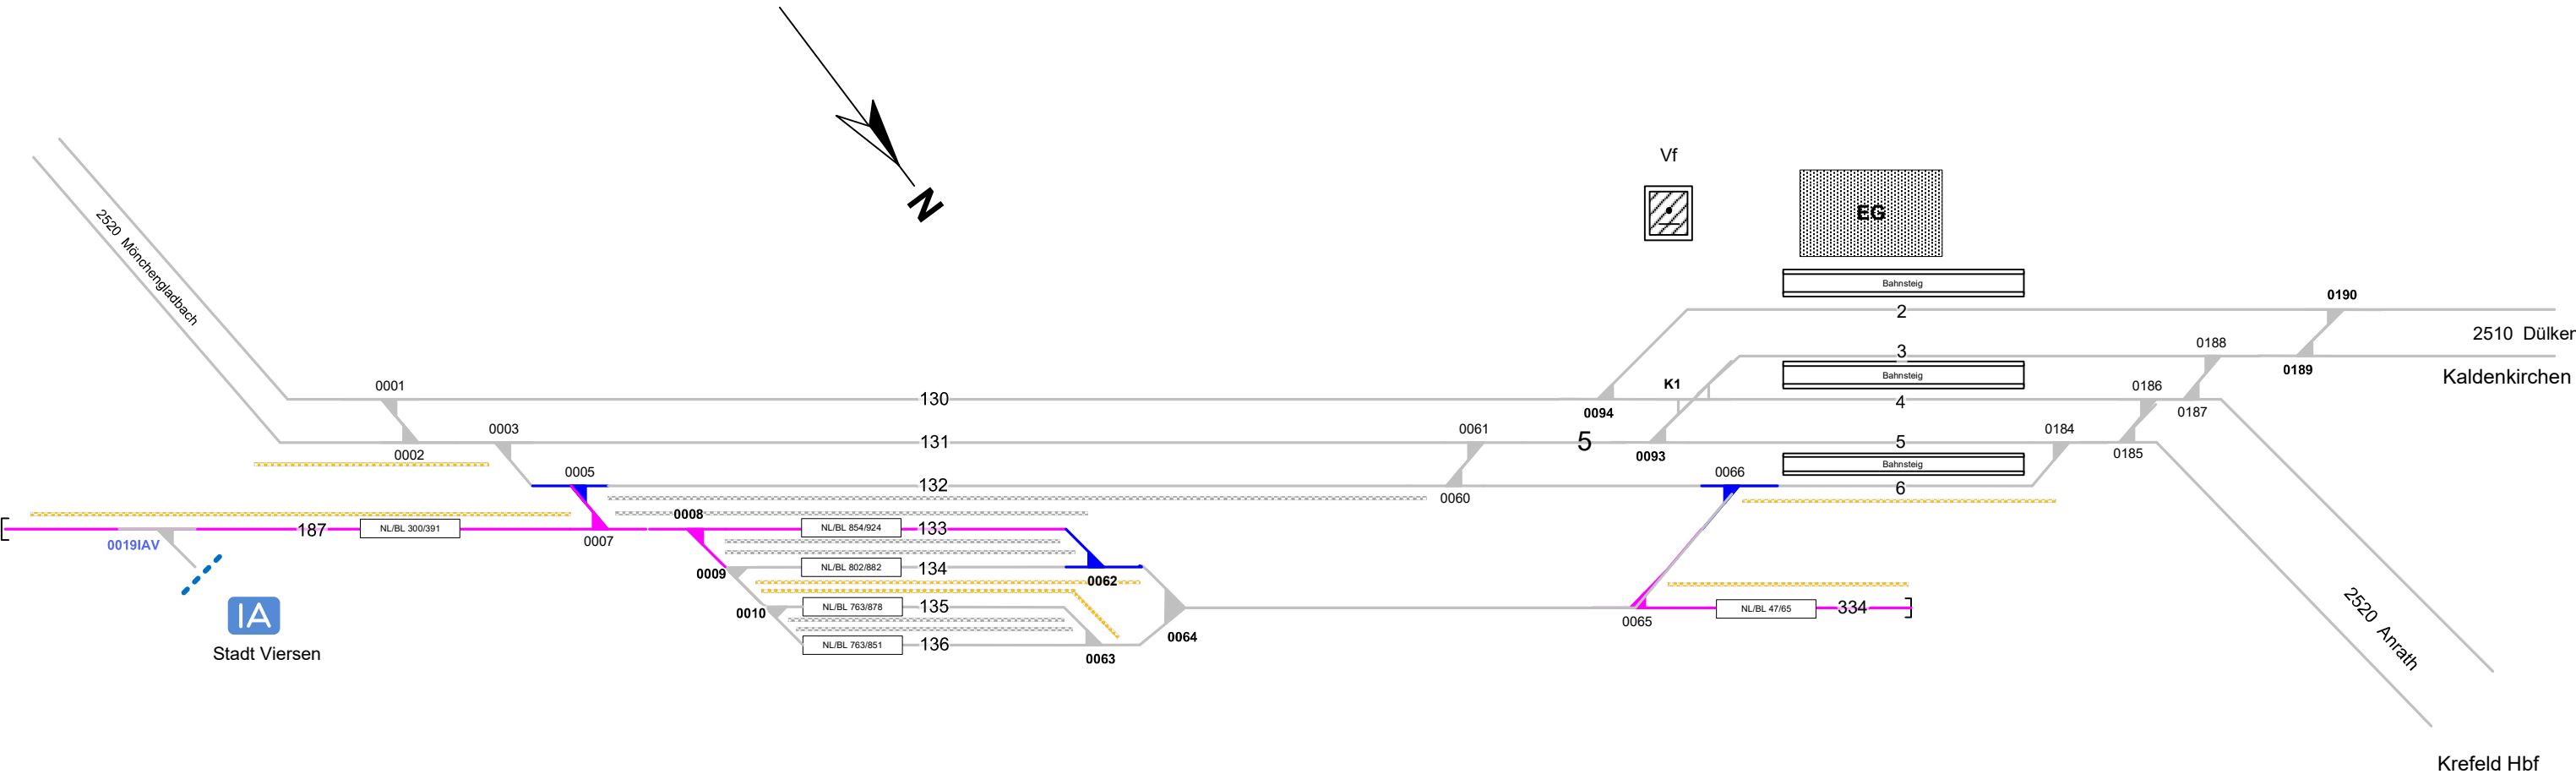 N
Vf
EG
2520 Mönchengladbach
Bahnsteig
0190
2
2510 Dülken
0188
3
0189
Kaldenkirchen
0001
130
K1
Bahnsteig
0186
0094
4
0187
0003
131
0061
5
5
0184
0002
0093
0185
0005
132
0066
Bahnsteig
0060
6
0008
187
NL/BL 300/391
NL/BL 854/924
133
0019IAV
0007
0009
NL/BL 802/882
134
0062
0010
NL/BL 763/878
135
NL/BL 47/65
334
0065
IA
0064
NL/BL 763/851
136
0063
Stadt Viersen
2520 Anrath
Krefeld Hbf